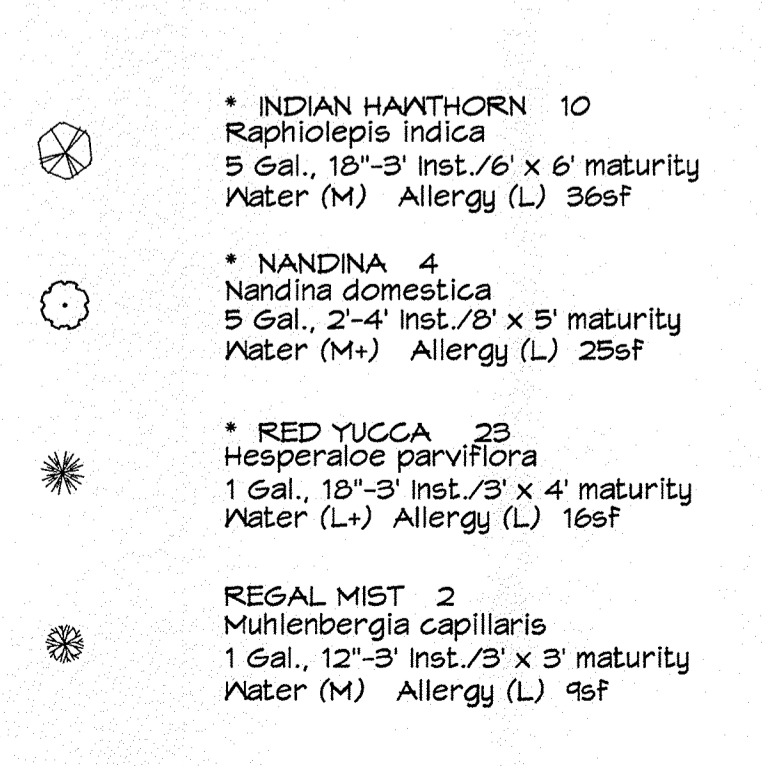 * INDIAN HAWTHORN 10
Raphiolepis indica
5 Gal., 18"-3' Inst./6' x 6' maturity
Water (M) Allergy (L) 36sf
* NANDINA 4
Nandina domestica
5 Gal., 2'-4' Inst./8' x 5' maturity
Water (M+) Allergy (L) 25sf
* RED YUCCA 23
Hesperaloe parviflora
1 Gal., 18"-3' Inst./3' x 4' maturity
Water (L+) Allergy (L) 16sf
REGAL MIST 2
Muhlenbergia capillaris
1 Gal., 12"-3' Inst./3' x 3' maturity
Water (M) Allergy (L) 9sf